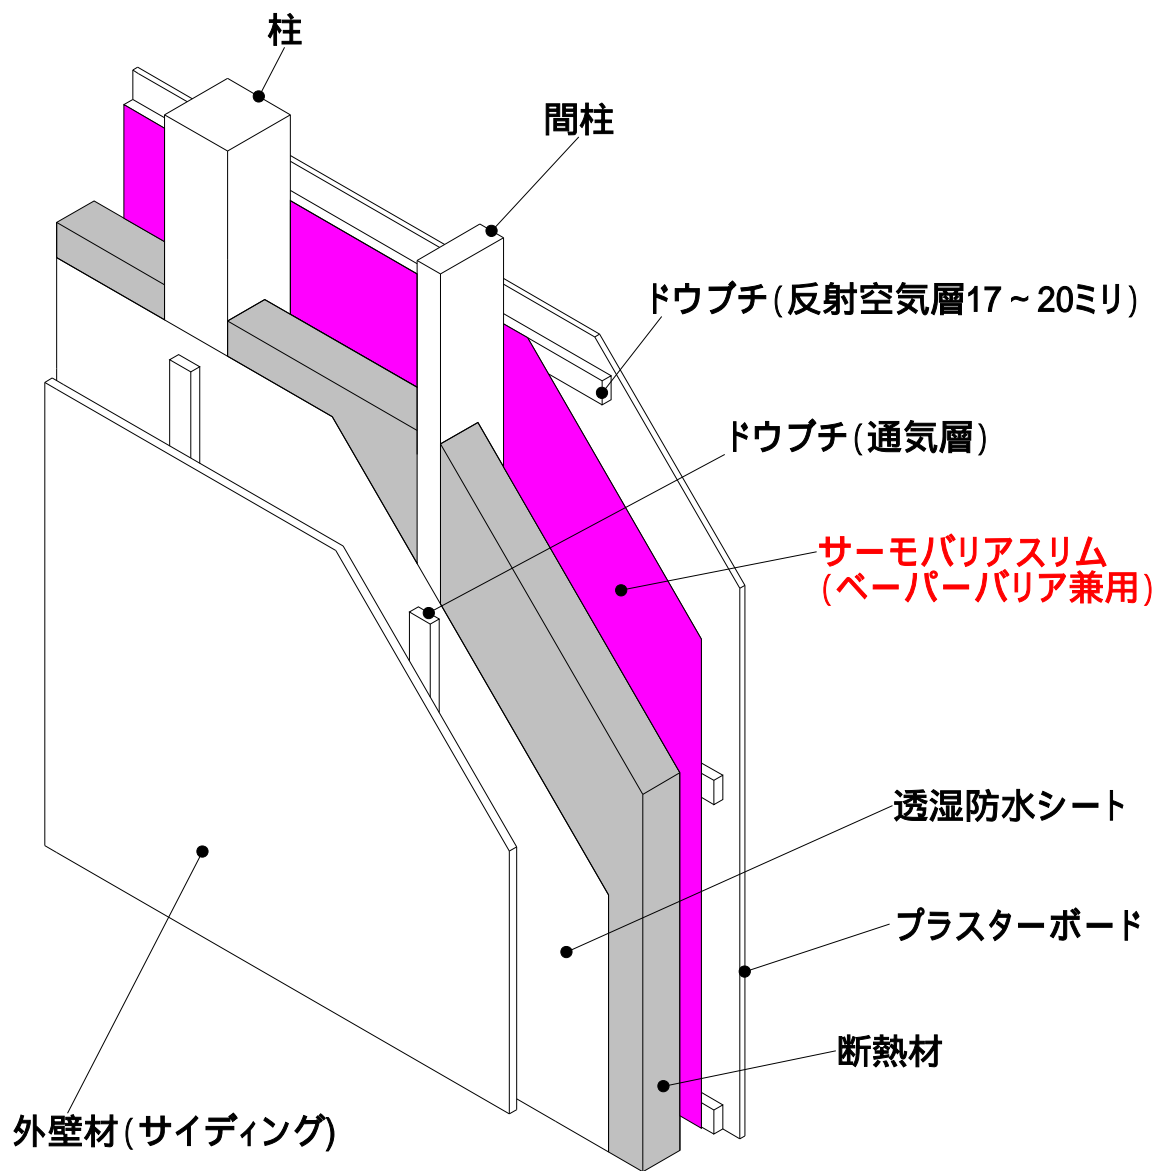 柱
間柱
ドウブチ(反射空気層17~20ミリ)
ドウブチ(通気層)
サーモバリアスリム
(ベーパーバリア兼用)
透湿防水シート
プラスターボード
断熱材
外壁材(サイディング)